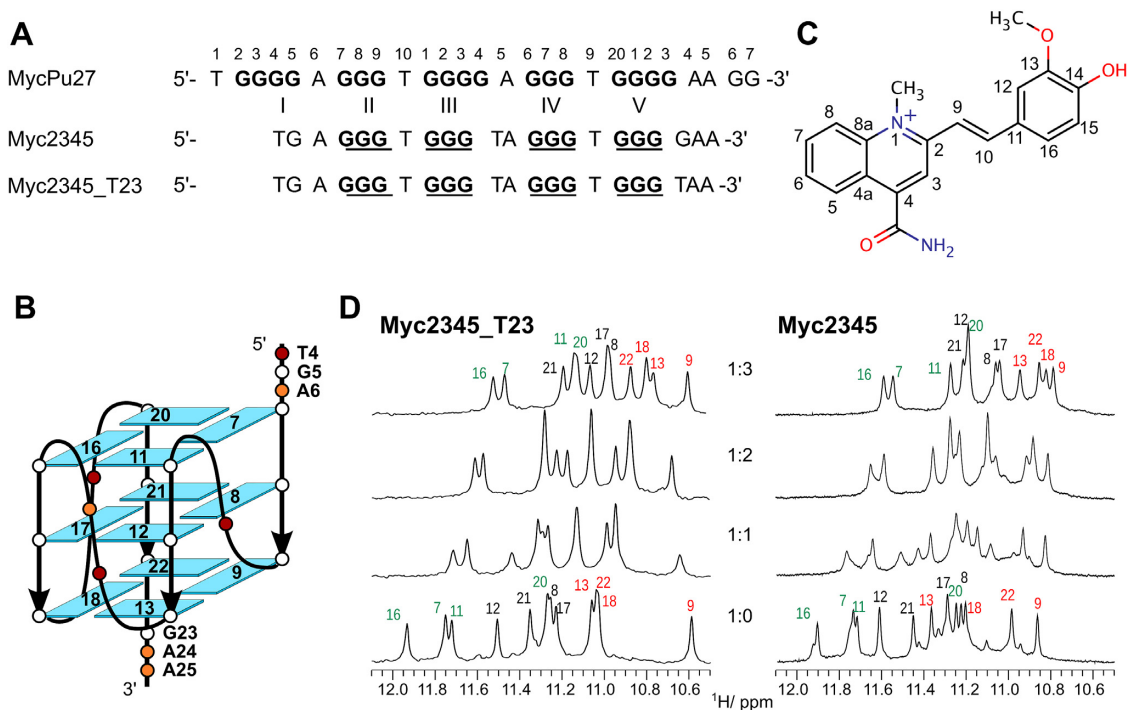 A
1 2 3 4 5 6 7 8 9 10 1 2 3 4 5 6 7 8 9 20 1 2 3 4 5 6 7
MycPu27 5'- T GGGG A GGG T GGGG A GGG T GGGG AA GG -3'
I II III IV V
Myc2345 5'- TGA GGG T GGG TA GGG T GGG GAA -3'
Myc2345_T23 5'- TGA GGG T GGG TA GGG T GGG TAA -3'
C
H3C
O
13
14
OH
12
CH3
9
8
8a
N+
1
7
2
11
15
10
16
6
3
4a
5
4
O
NH2
B
5'
T4
G5
A6
20
7
16
11
21
8
17
12
22
9
18
13
G23
A24
A25
3'
D
Myc2345_T23
17
11 20 8
12 18
16 7 21 22 13 9
1:3
1:2
1:1
20 8 13 22
16 7 11 12 21 17 18 9
1:0
12.0 11.8 11.6 11.4 11.2 11.0 10.8 10.6
1H/ ppm
Myc2345
12 20
21 17 22
16 7 11 8 13 18 9
17 8
20
16 7 11 12 21 13 18 22 9
12.0 11.8 11.6 11.4 11.2 11.0 10.8 10.6